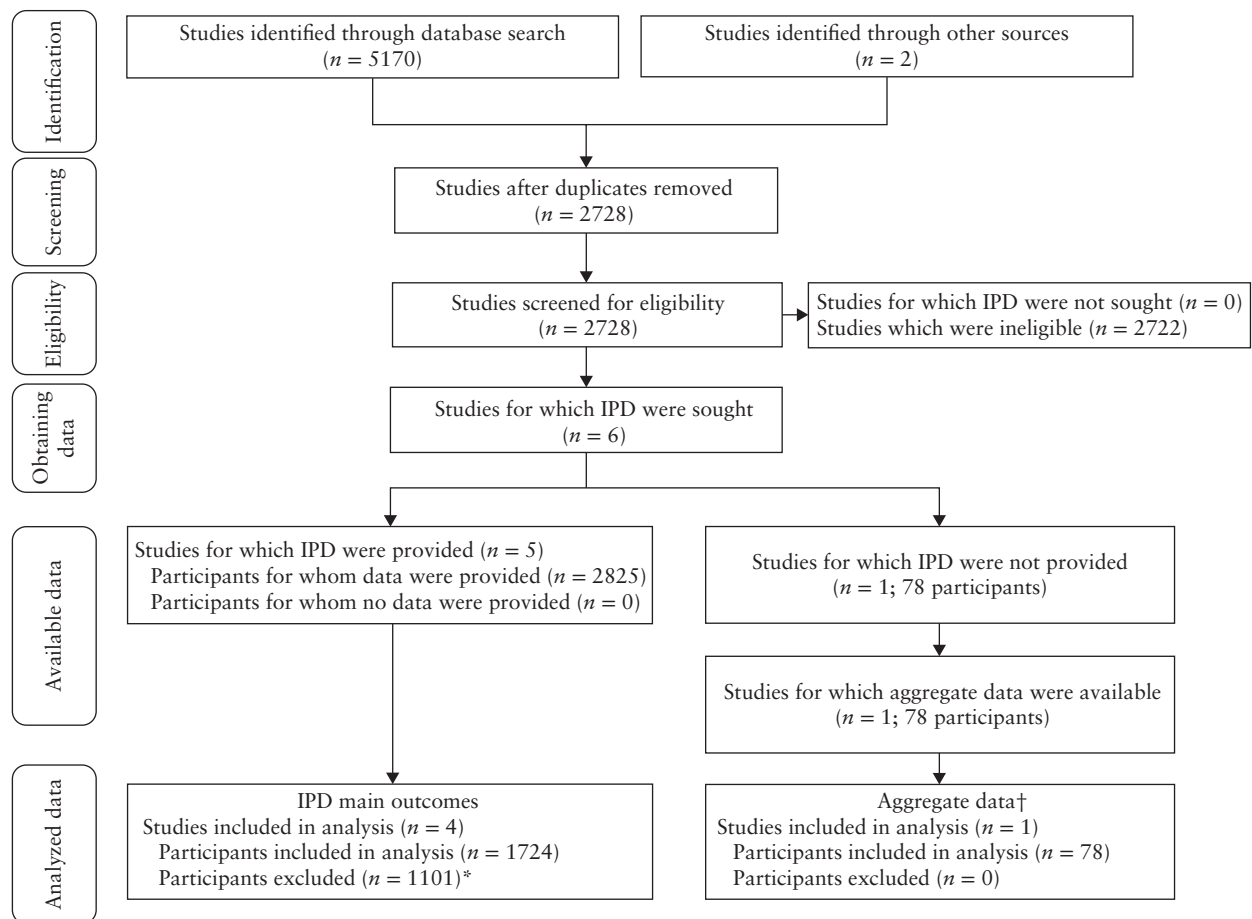 Identification
Studies identified through database search
(n = 5170)
Studies identified through other sources
(n = 2)
Screening
Studies after duplicates removed
(n = 2728)
Eligibility
Studies screened for eligibility
(n = 2728)
Studies for which IPD were not sought (n = 0)
Studies which were ineligible (n = 2722)
Obtaining
data
Studies for which IPD were sought
(n = 6)
Available data
Studies for which IPD were provided (n = 5)
Participants for whom data were provided (n = 2825)
Participants for whom no data were provided (n = 0)
Studies for which IPD were not provided
(n = 1; 78 participants)
Studies for which aggregate data were available
(n = 1; 78 participants)
Analyzed data
IPD main outcomes
Studies included in analysis (n = 4)
Participants included in analysis (n = 1724)
Participants excluded (n = 1101)*
Aggregate data†
Studies included in analysis (n = 1)
Participants included in analysis (n = 78)
Participants excluded (n = 0)